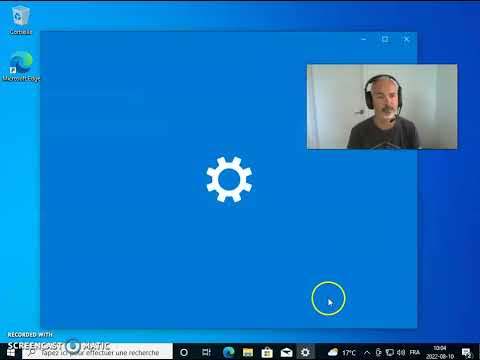 Corbeille
Microsoft Edge
RECORDED WITH
SCREENCAST MATIC
Tapez ici pour effectuer une recherche
17°C
FRA
13:04
2022-08-10